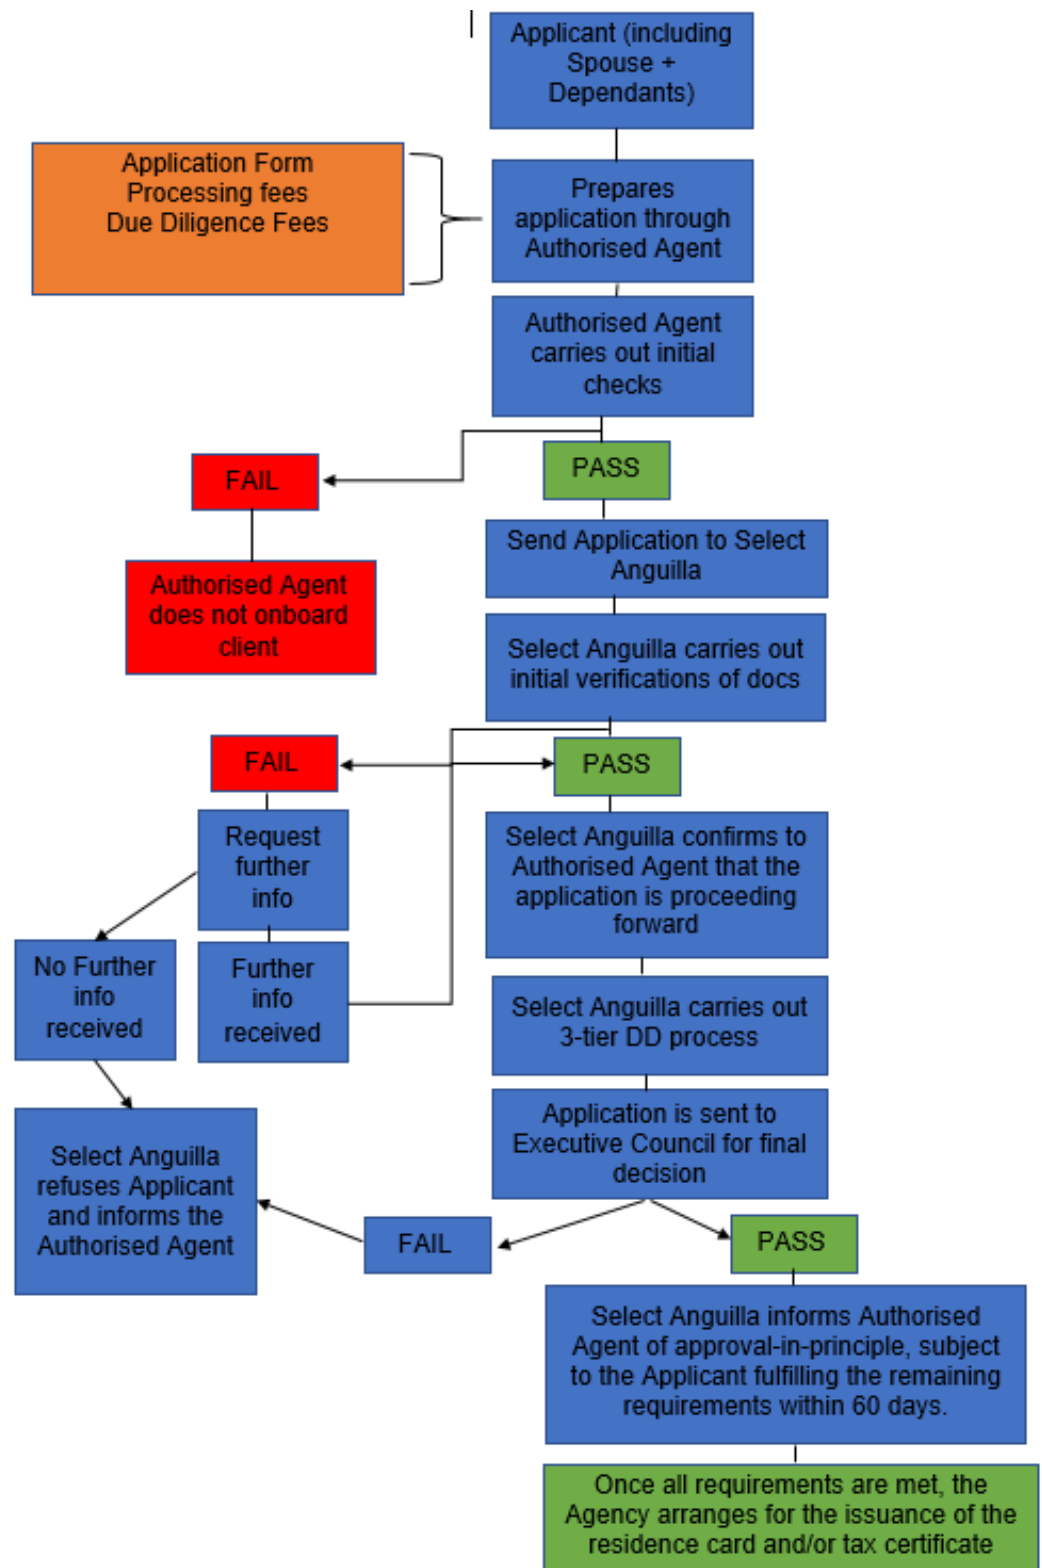 Applicant (including
Spouse +
Dependants)
Application Form
Processing fees
Due Diligence Fees
Prepares
application through
Authorised Agent
Authorised Agent
carries out initial
checks
FAIL
PASS
Authorised Agent
does not onboard
client
Send Application to Select
Anguilla
Select Anguilla carries out
initial verifications of docs
FAIL
PASS
Request
further
info
Select Anguilla confirms to
Authorised Agent that the
application is proceeding
forward
No Further
info
received
Further
info
received
Select Anguilla carries out
3-tier DD process
Application is sent to
Executive Council for final
decision
Select Anguilla
refuses Applicant
and informs the
Authorised Agent
FAIL
PASS
Select Anguilla informs Authorised
Agent of approval-in-principle, subject
to the Applicant fulfilling the remaining
requirements within 60 days.
Once all requirements are met, the
Agency arranges for the issuance of the
residence card and/or tax certificate